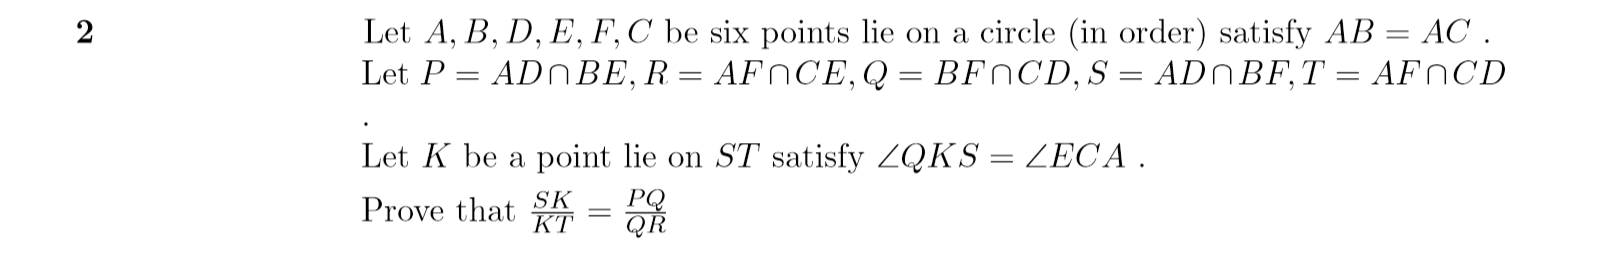 2 Let A, B, D, E, F, C be six points lie on a circle (in order) satisfy AB = AC .
Let P = AD∩BE, R = AF∩CE, Q = BF∩CD, S = AD∩BF, T = AF∩CD
.
Let K be a point lie on ST satisfy ∠QKS = ∠ECA .
Prove that \frac{SK}{KT} = \frac{PQ}{QR}